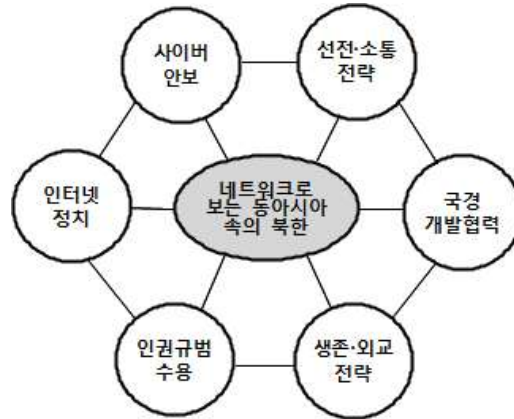 사이버
안보
선전·소통
전략
인터넷
정치
네트워크로
보는 동아시아
속의 북한
국경
개발협력
인권규범
수용
생존·외교
전략